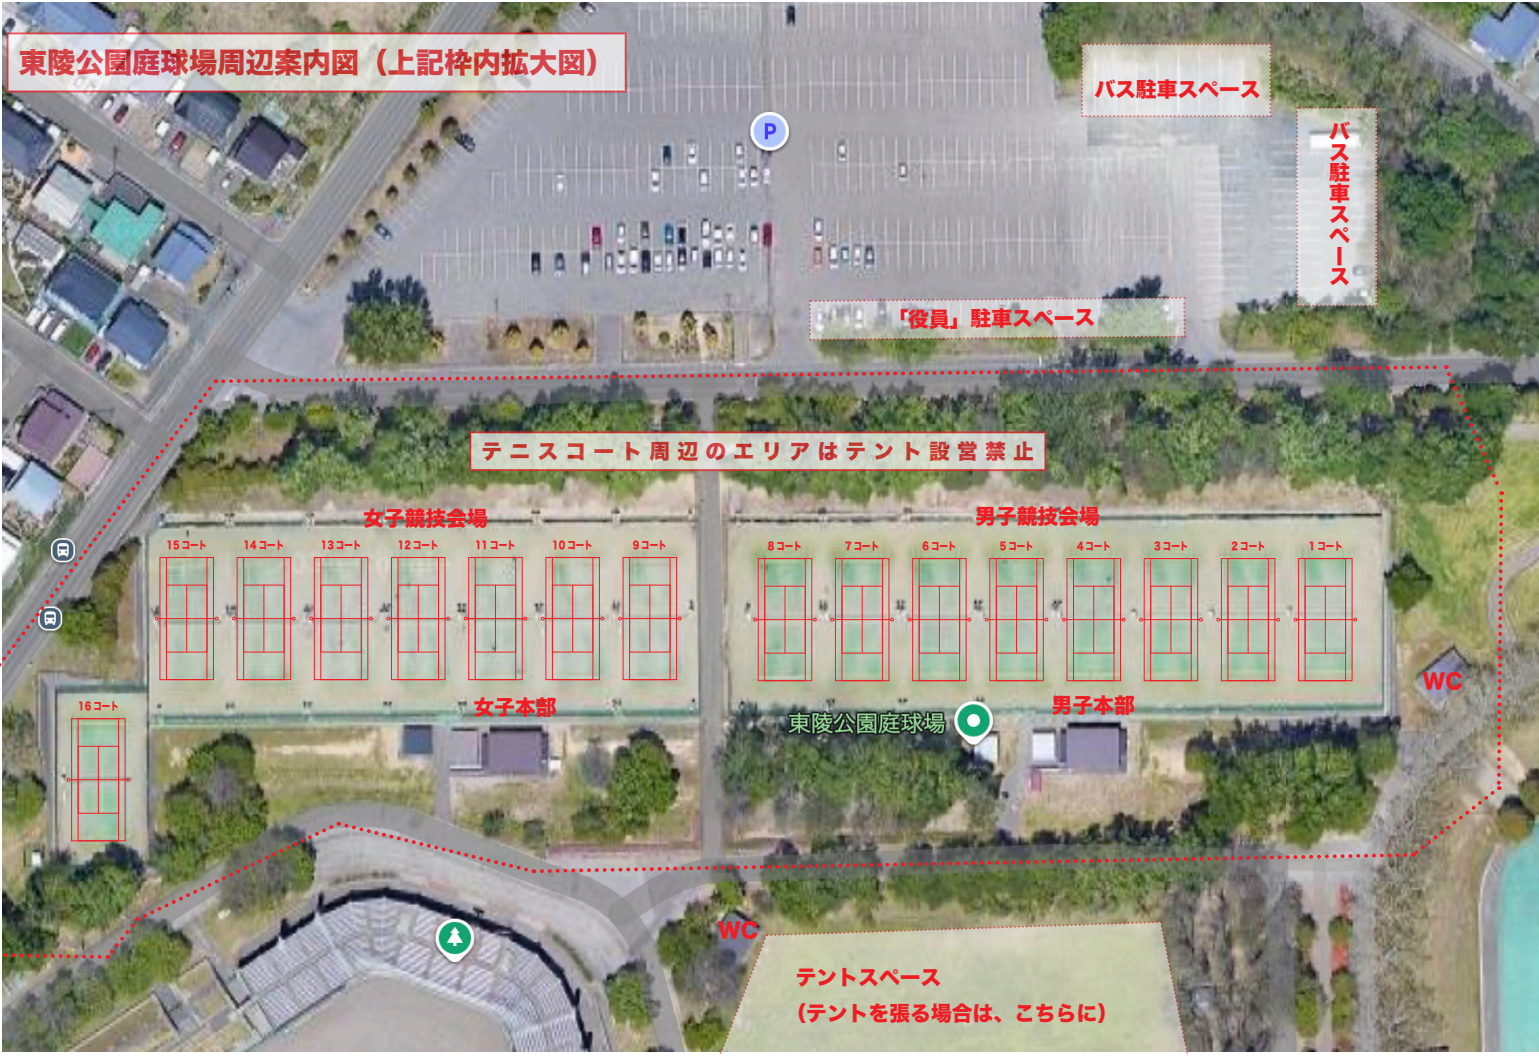 東陵公園庭球場周辺案内図（上記枠内拡大図）
バス駐車スペース
バス駐車スペース
P
「役員」駐車スペース
テニスコート周辺のエリアはテント設営禁止
女子競技会場
男子競技会場
15コート
14コート
13コート
12コート
11コート
10コート
9コート
8コート
7コート
6コート
5コート
4コート
3コート
2コート
1コート
WC
16コート
女子本部
男子本部
東陵公園庭球場
WC
テントスペース
（テントを張る場合は、こちらに）